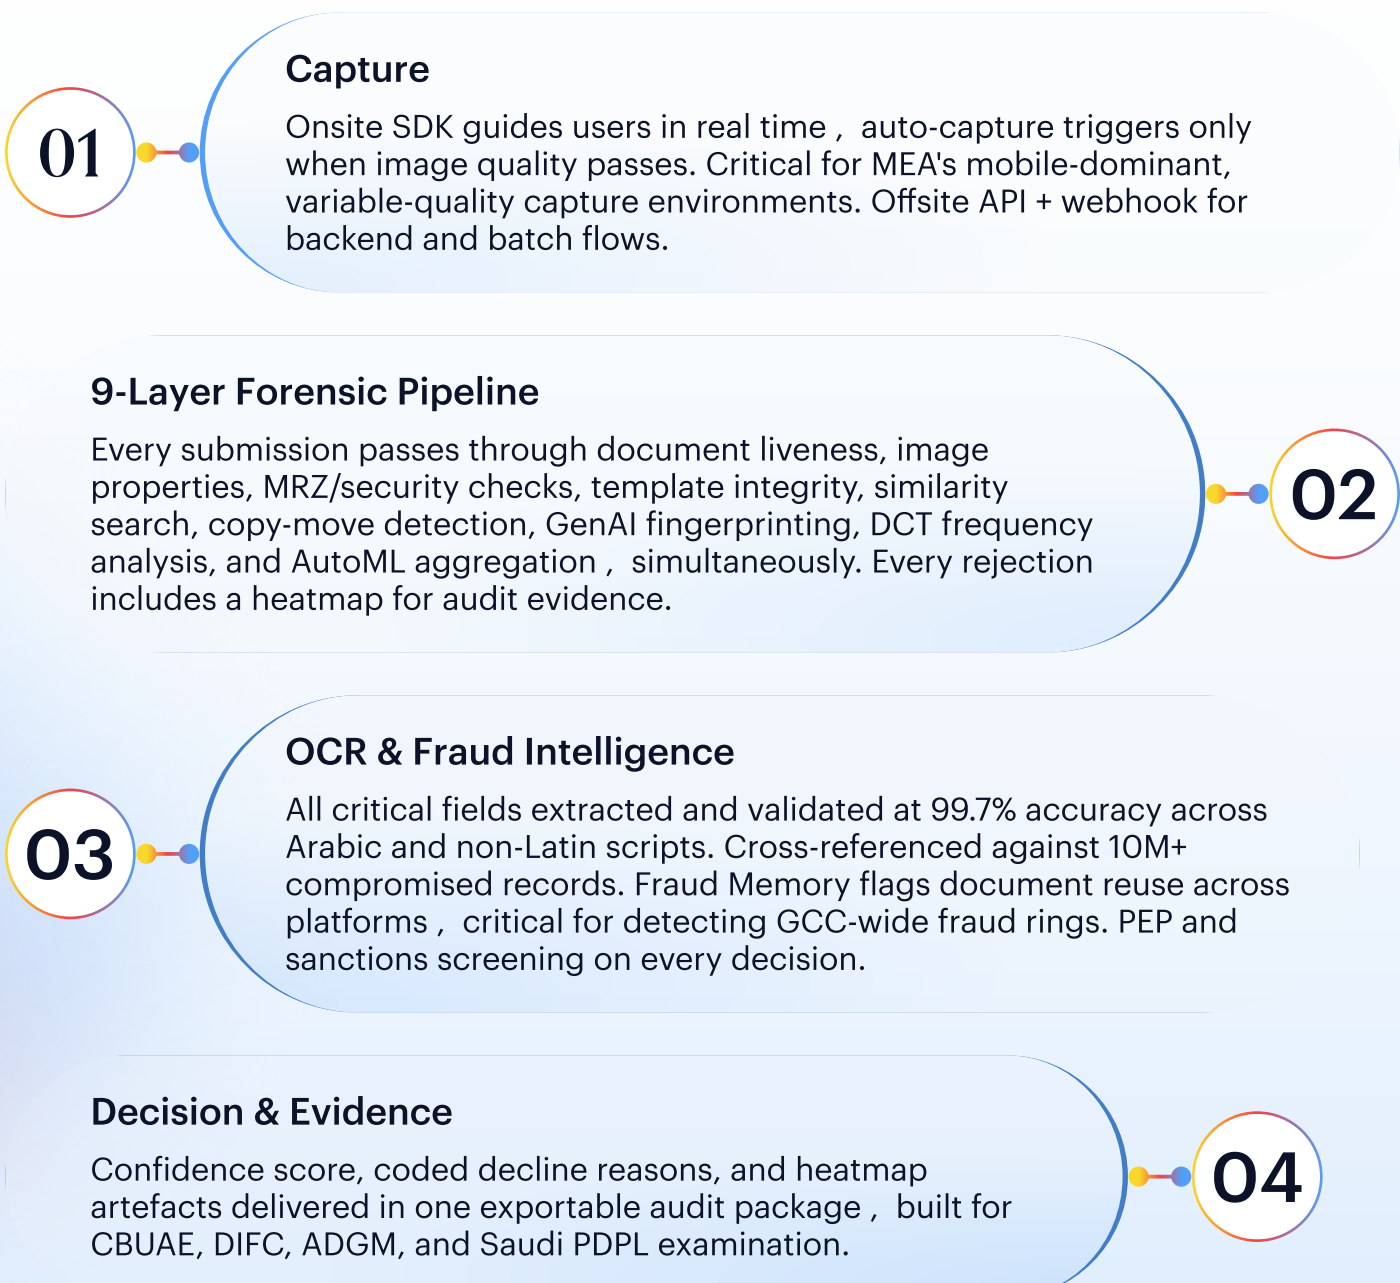 01
Capture
Onsite SDK guides users in real time ,  auto-capture triggers only
when image quality passes. Critical for MEA's mobile-dominant,
variable-quality capture environments. Offsite API + webhook for
backend and batch flows.
9-Layer Forensic Pipeline
Every submission passes through document liveness, image
properties, MRZ/security checks, template integrity, similarity
search, copy-move detection, GenAI fingerprinting, DCT frequency
analysis, and AutoML aggregation ,  simultaneously. Every rejection
includes a heatmap for audit evidence.
02
03
OCR & Fraud Intelligence
All critical fields extracted and validated at 99.7% accuracy across
Arabic and non-Latin scripts. Cross-referenced against 10M+
compromised records. Fraud Memory flags document reuse across
platforms ,  critical for detecting GCC-wide fraud rings. PEP and
sanctions screening on every decision.
Decision & Evidence
Confidence score, coded decline reasons, and heatmap
artefacts delivered in one exportable audit package ,  built for
CBUAE, DIFC, ADGM, and Saudi PDPL examination.
04